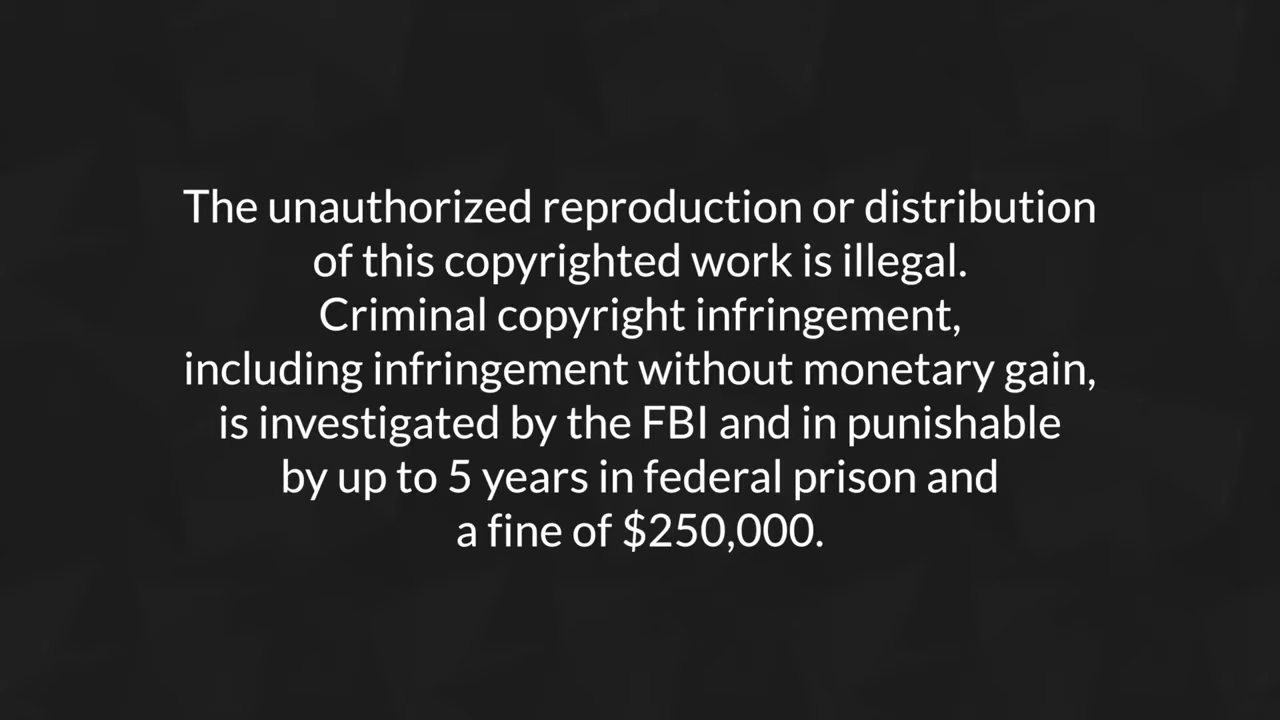 The unauthorized reproduction or distribution
of this copyrighted work is illegal.
Criminal copyright infringement,
including infringement without monetary gain,
is investigated by the FBI and in punishable
by up to 5 years in federal prison and
a fine of $250,000.